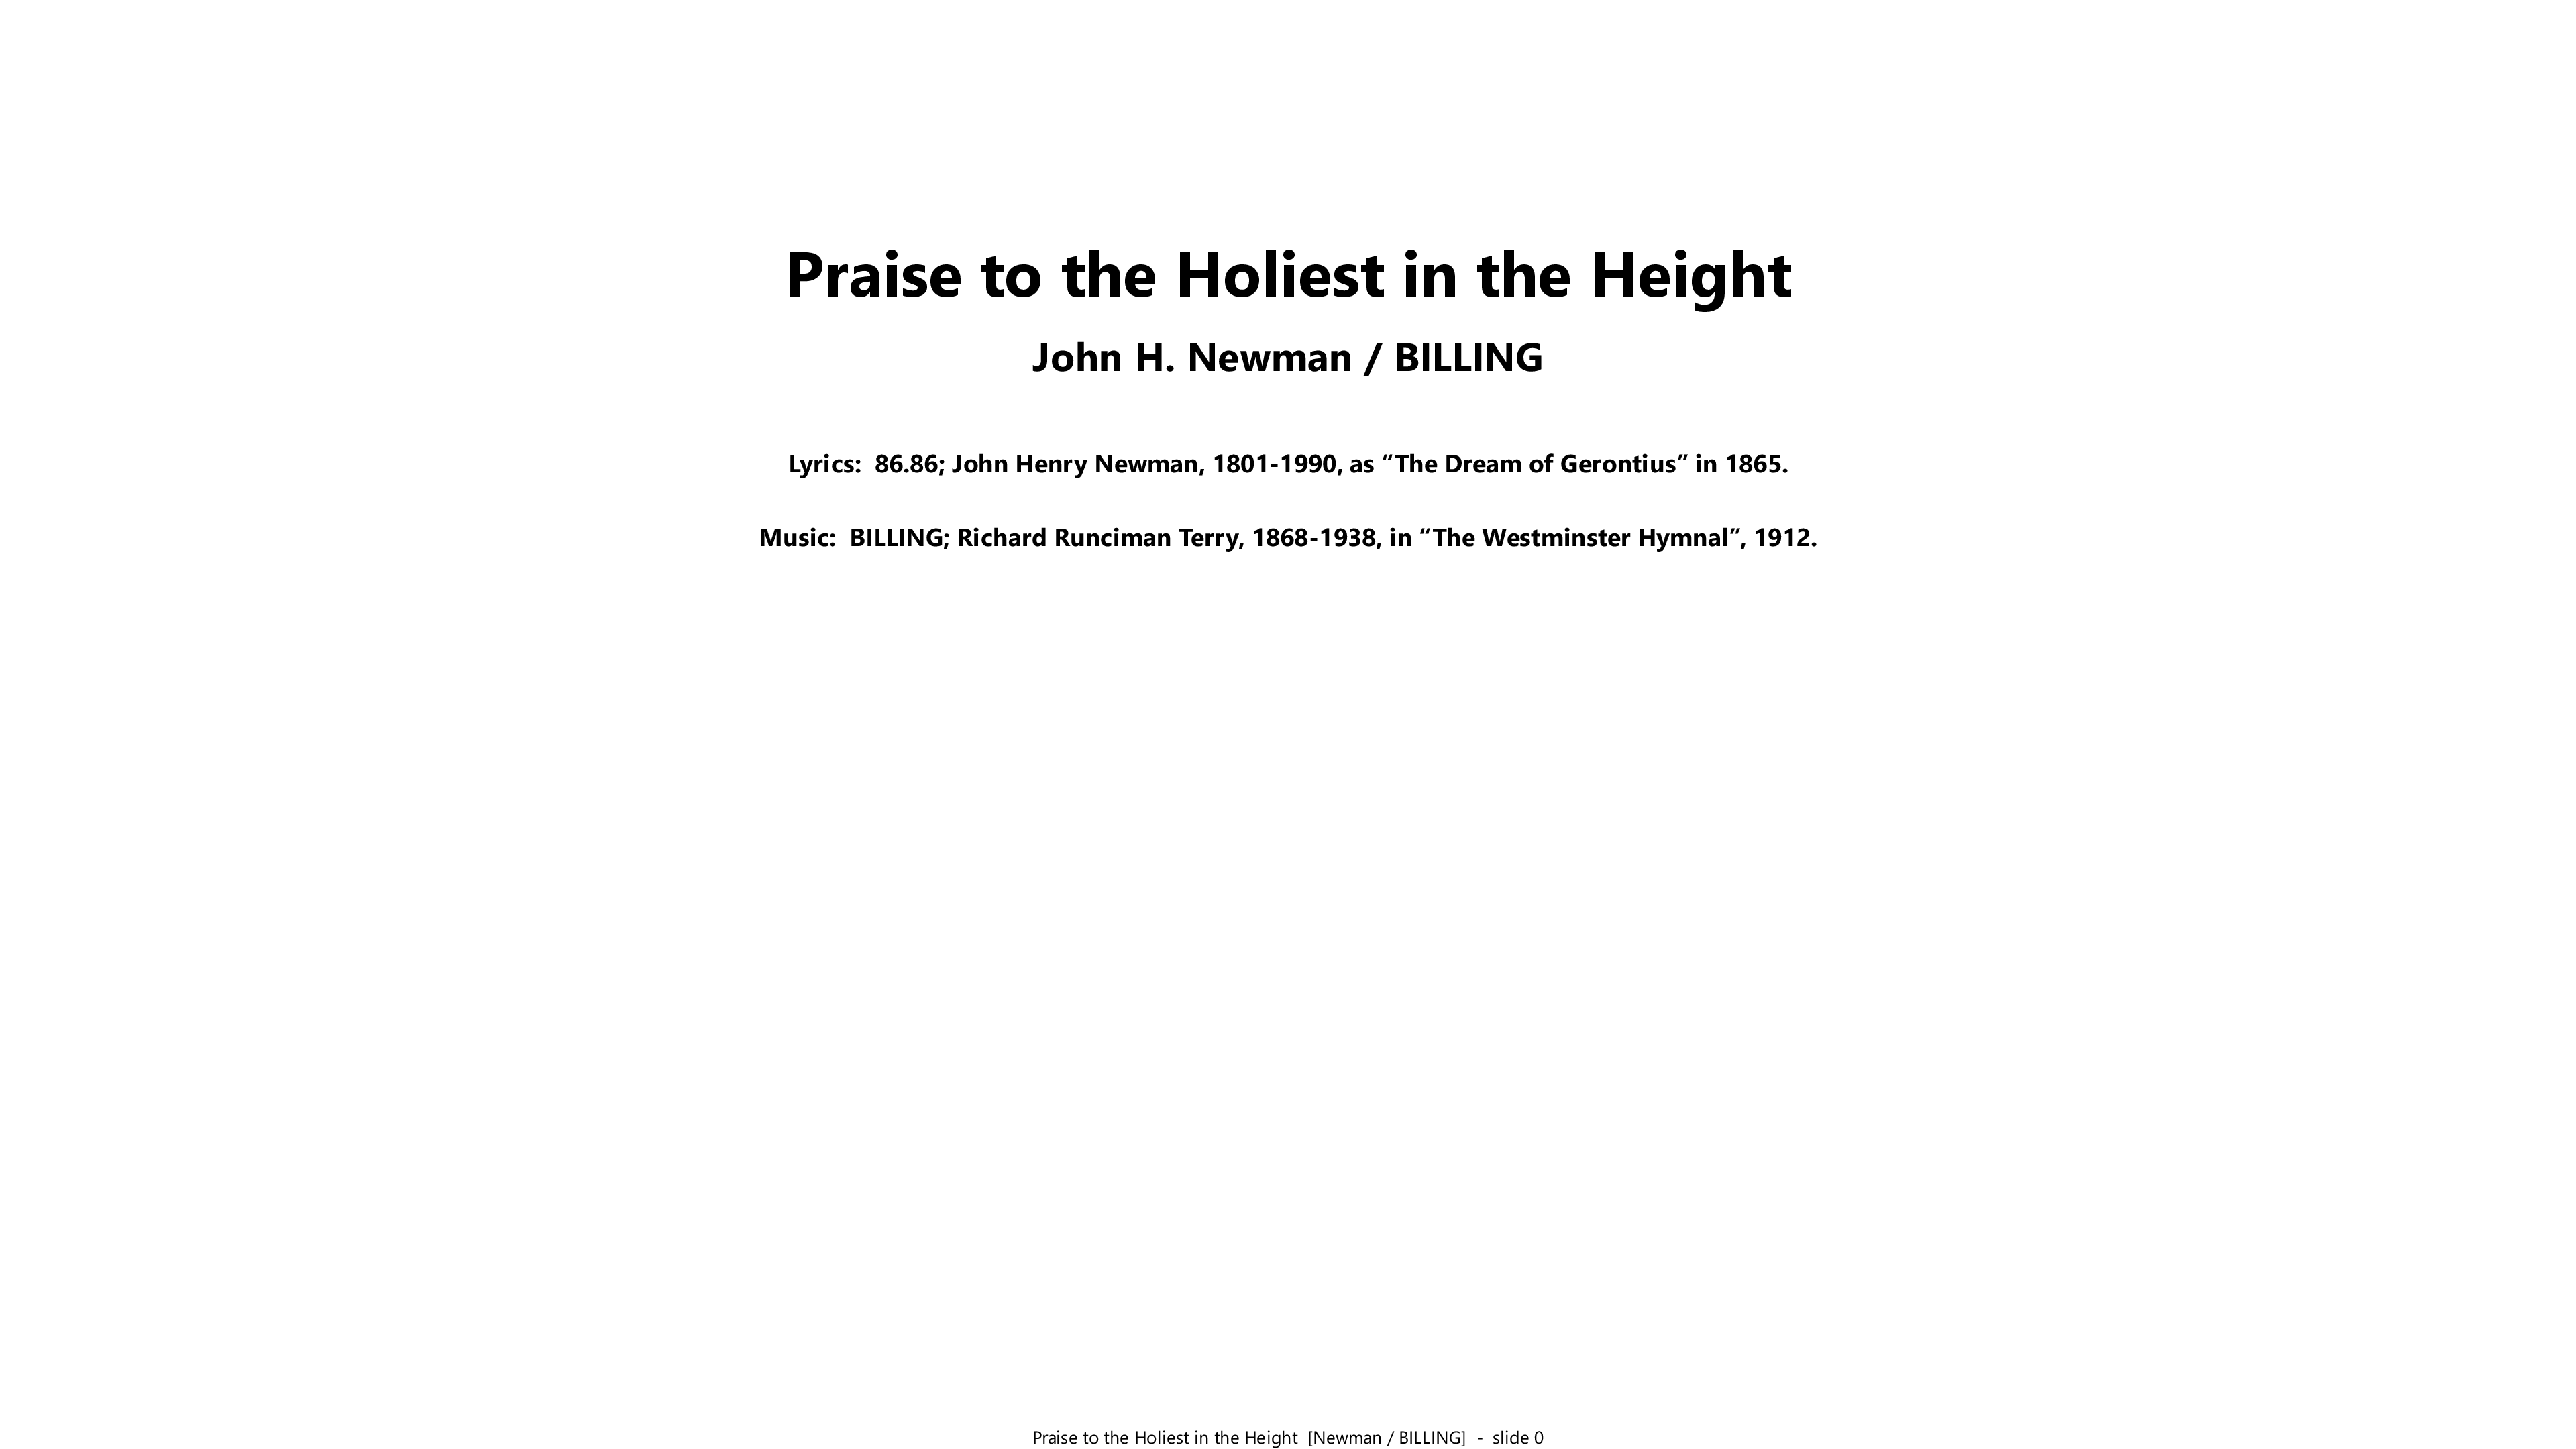 Praise to the Holiest in the Height
John H. Newman / BILLING
Lyrics:  86.86; John Henry Newman, 1801-1990, as “The Dream of Gerontius” in 1865.
Music:  BILLING; Richard Runciman Terry, 1868-1938, in “The Westminster Hymnal”, 1912.
Praise to the Holiest in the Height  [Newman / BILLING]  -  slide 0